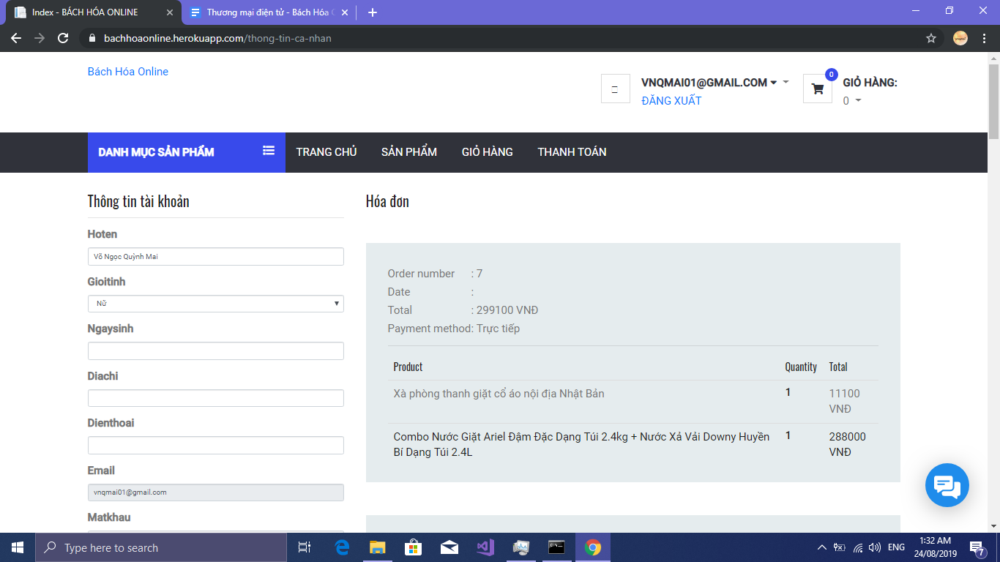 Index - BÁCH HÓA ONLINE
Thương mại điện tử - Bách Hóa
bachhoaonline.herokuapp.com/thong-tin-ca-nhan
Bách Hóa Online
VNQMAI01@GMAIL.COM
ĐĂNG XUẤT
0
GIỎ HÀNG:
0
DANH MỤC SẢN PHẨM
TRANG CHỦ
SẢN PHẨM
GIỎ HÀNG
THANH TOÁN
Thông tin tài khoản
Hoten
Võ Ngọc Quỳnh Mai
Gioitinh
Nữ
Ngaysinh
Diachi
Dienthoai
Email
vnqmai01@gmail.com
Matkhau
Hóa đơn
Order number : 7
Date :
Total : 299100 VNĐ
Payment method: Trực tiếp
Product Quantity Total
Xà phòng thanh giặt cổ áo nội địa Nhật Bản 1 11100
VNĐ
Combo Nước Giặt Ariel Đậm Đặc Dạng Túi 2.4kg + Nước Xả Vải Downy Huyền 1 288000
Bí Dạng Túi 2.4L VNĐ
Type here to search
ENG
1:32 AM
24/08/2019
7